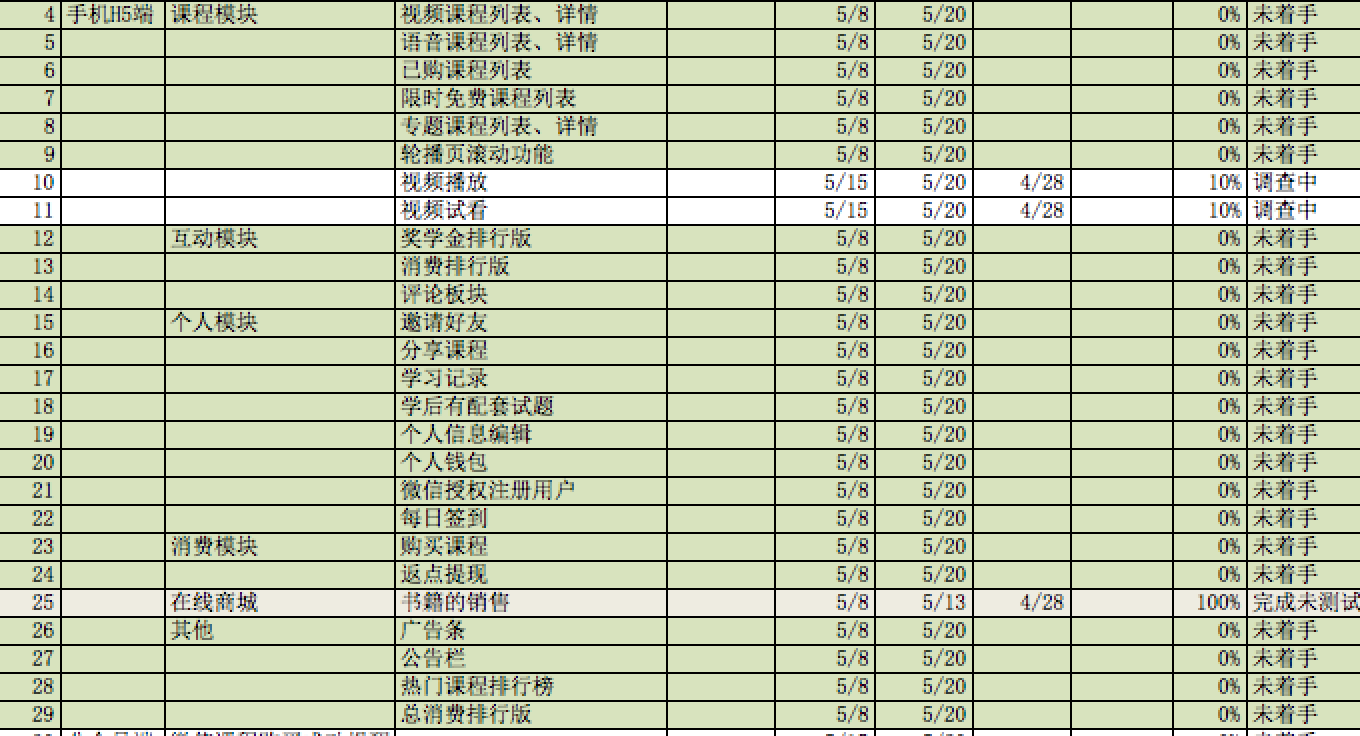 4 手机H5端 课程模块 视频课程列表、详情 5/8 5/20 0% 未着手
5 语音课程列表、详情 5/8 5/20 0% 未着手
6 已购课程列表 5/8 5/20 0% 未着手
7 限时免费课程列表 5/8 5/20 0% 未着手
8 专题课程列表、详情 5/8 5/20 0% 未着手
9 轮播页滚动功能 5/8 5/20 0% 未着手
10 视频播放 5/15 5/20 4/28 10% 调查中
11 视频试看 5/15 5/20 4/28 10% 调查中
12 互动模块 奖学金排行版 5/8 5/20 0% 未着手
13 消费排行版 5/8 5/20 0% 未着手
14 评论板块 5/8 5/20 0% 未着手
15 个人模块 邀请好友 5/8 5/20 0% 未着手
16 分享课程 5/8 5/20 0% 未着手
17 学习记录 5/8 5/20 0% 未着手
18 学后有配套试题 5/8 5/20 0% 未着手
19 个人信息编辑 5/8 5/20 0% 未着手
20 个人钱包 5/8 5/20 0% 未着手
21 微信授权注册用户 5/8 5/20 0% 未着手
22 每日签到 5/8 5/20 0% 未着手
23 消费模块 购买课程 5/8 5/20 0% 未着手
24 返点提现 5/8 5/20 0% 未着手
25 在线商城 书籍的销售 5/8 5/13 4/28 100% 完成未测试
26 其他 广告条 5/8 5/20 0% 未着手
27 公告栏 5/8 5/20 0% 未着手
28 热门课程排行榜 5/8 5/20 0% 未着手
29 总消费排行版 5/8 5/20 0% 未着手